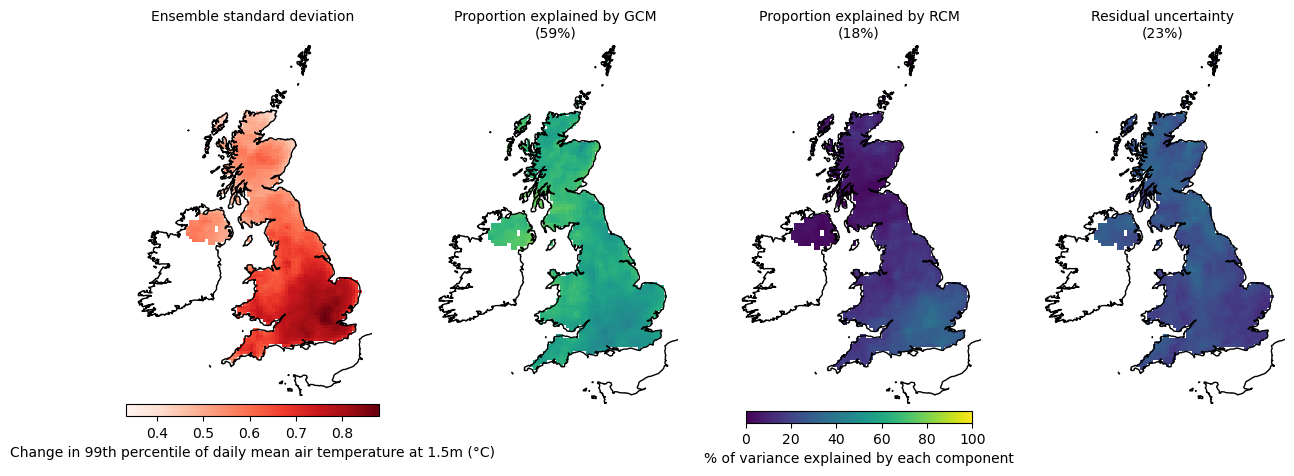 Ensemble standard deviation
Proportion explained by GCM
(59%)
Proportion explained by RCM
(18%)
Residual uncertainty
(23%)
0.4 0.5 0.6 0.7 0.8
Change in 99th percentile of daily mean air temperature at 1.5m (°C)
0 20 40 60 80 100
% of variance explained by each component